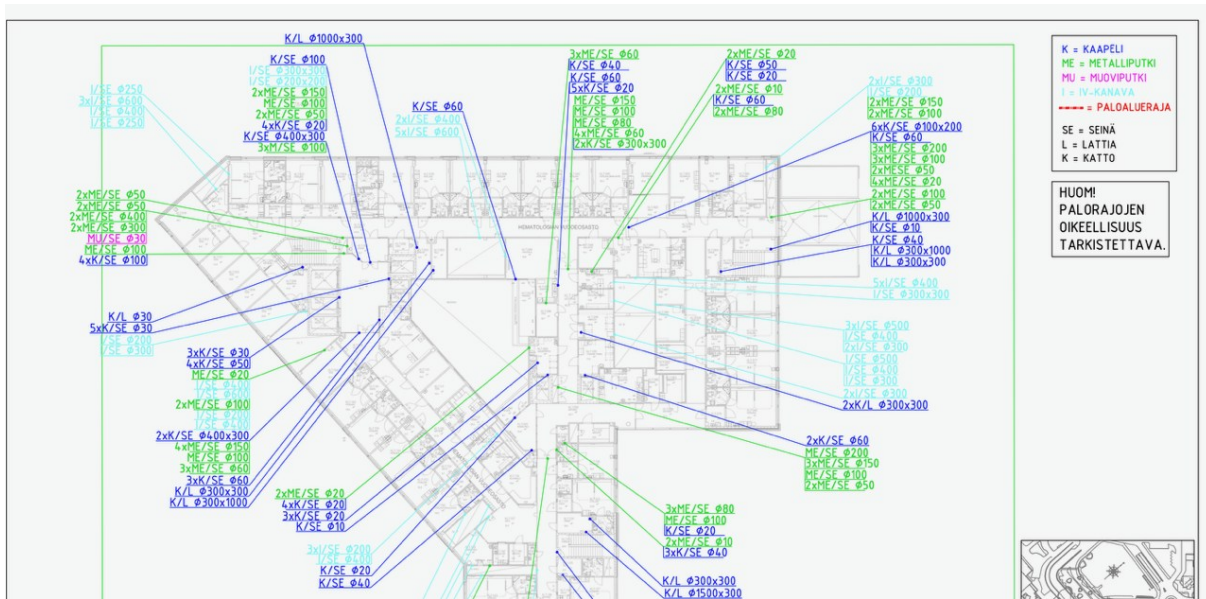 K/L Ø1000x300
K/SE Ø100
I/SE Ø300x300
I/SE Ø200x200
2xME/SE Ø150
ME/SE Ø100
2xME/SE Ø50
4xK/SE Ø20
K/SE Ø400x300
3xM/SE Ø100
I/SE Ø250
3xI/SE Ø600
I/SE Ø400
I/SE Ø250
K/SE Ø60
2xI/SE Ø400
5xI/SE Ø600
3xME/SE Ø60
K/SE Ø40
K/SE Ø60
5xK/SE Ø20
ME/SE Ø150
ME/SE Ø100
ME/SE Ø80
4xME/SE Ø60
2xK/SE Ø300x300
2xME/SE Ø20
K/SE Ø50
K/SE Ø20
2xME/SE Ø10
K/SE Ø60
2xME/SE Ø80
2xI/SE Ø300
I/SE Ø200
2xME/SE Ø150
2xME/SE Ø100
6xK/SE Ø100x200
K/SE Ø60
3xME/SE Ø200
3xME/SE Ø100
2xMESE Ø50
4xME/SE Ø20
2xME/SE Ø100
2xME/SE Ø50
K/L Ø1000x300
K/SE Ø10
K/SE Ø40
K/L Ø300x1000
K/L Ø300x300
K = KAAPELI
ME = METALLIPUTKI
MU = MUOVIPUTKI
I = IV-KANAVA
= PALOALUERAJA
SE = SEINÄ
L = LATTIA
K = KATTO
HUOM!
PALORAJOJEN
OIKEELLISUUS
TARKISTETTAVA.
2xME/SE Ø50
2xME/SE Ø50
2xME/SE Ø400
2xME/SE Ø300
MU/SE Ø30
ME/SE Ø100
4xK/SE Ø100
K/L Ø30
5xK/SE Ø30
I/SE Ø200
I/SE Ø300
3xK/SE Ø30
4xK/SE Ø50
ME/SE Ø20
I/SE Ø400
I/SE Ø600
2xME/SE Ø100
I/SE Ø200
I/SE Ø400
2xK/SE Ø400x300
4xME/SE Ø150
ME/SE Ø100
3xME/SE Ø60
3xK/SE Ø60
K/L Ø300x300
K/L Ø300x1000
5xI/SE Ø400
I/SE Ø300x300
3xI/SE Ø500
I/SE Ø400
2xI/SE Ø300
I/SE Ø500
I/SE Ø400
I/SE Ø300
2xI/SE Ø300
2xK/L Ø300x300
2xK/SE Ø60
ME/SE Ø200
3xME/SE Ø150
ME/SE Ø100
2xME/SE Ø50
2xME/SE Ø20
4xK/SE Ø20
3xK/SE Ø20
K/SE Ø10
3xI/SE Ø200
I/SE Ø400
K/SE Ø20
K/SE Ø40
3xME/SE Ø80
ME/SE Ø100
K/SE Ø20
2xME/SE Ø10
3xK/SE Ø40
K/L Ø300x300
K/L Ø1500x300